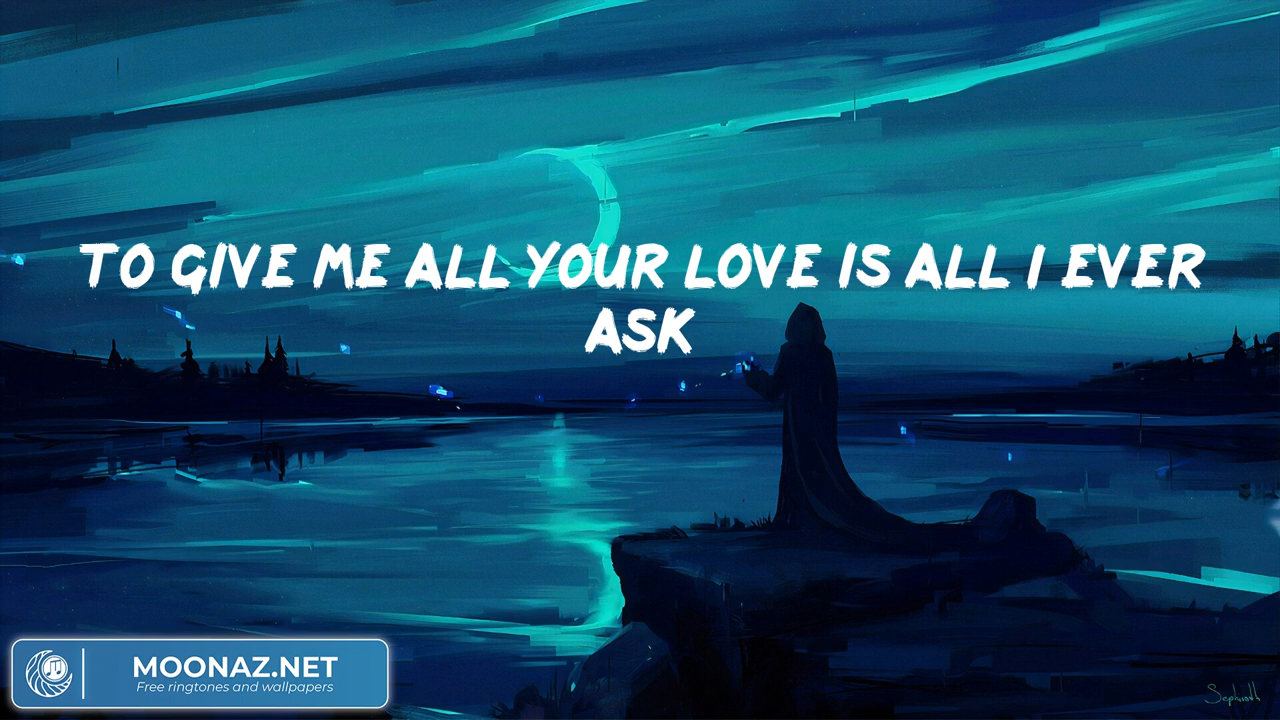 TO GIVE ME ALL YOUR LOVE IS ALL I EVER
ASK
MOONAZ.NET
Free ringtones and wallpapers